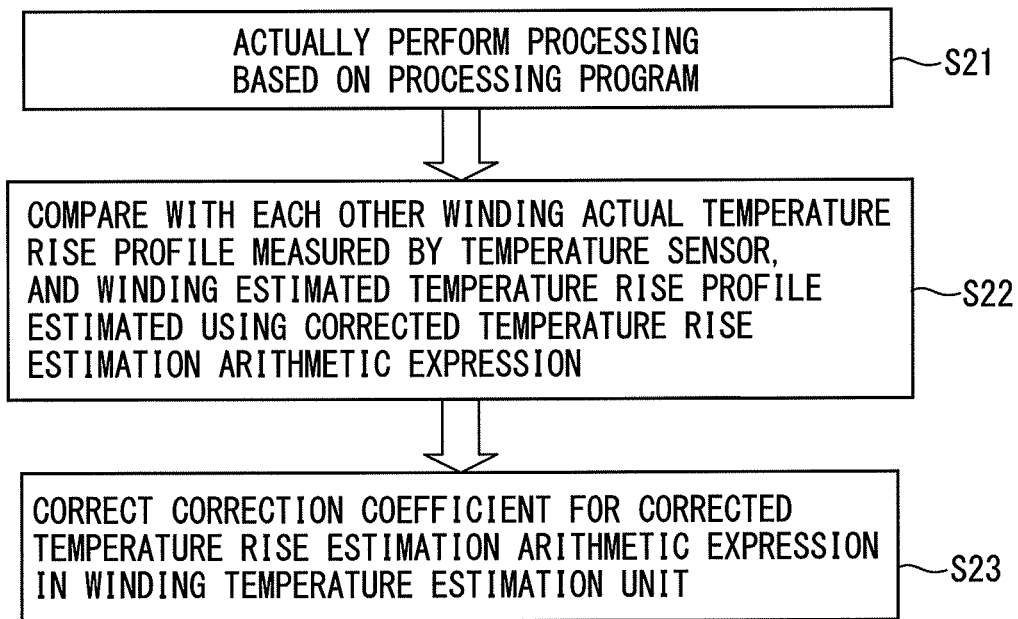 ACTUALLY PERFORM PROCESSING
BASED ON PROCESSING PROGRAM
S21
COMPARE WITH EACH OTHER WINDING ACTUAL TEMPERATURE
RISE PROFILE MEASURED BY TEMPERATURE SENSOR,
AND WINDING ESTIMATED TEMPERATURE RISE PROFILE
ESTIMATED USING CORRECTED TEMPERATURE RISE
ESTIMATION ARITHMETIC EXPRESSION
S22
CORRECT CORRECTION COEFFICIENT FOR CORRECTED
TEMPERATURE RISE ESTIMATION ARITHMETIC EXPRESSION
IN WINDING TEMPERATURE ESTIMATION UNIT
S23